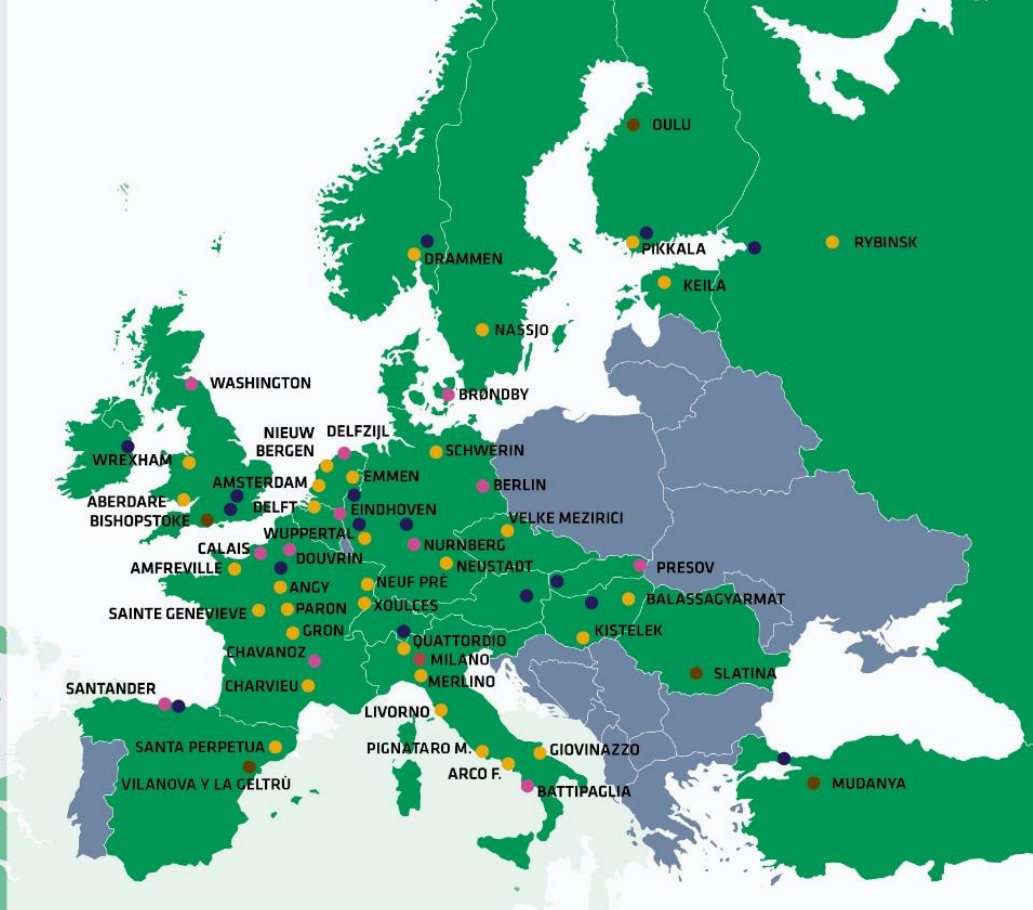 OULU
PIKKALA
RYBINSK
DRAMMEN
KEILA
NASSJO
WASHINGTON
BRØNDBY
NIEUW
BERGEN
DELFZIJL
SCHWERIN
WREXHAM
AMSTERDAM
EMMEN
BERLIN
ABERDARE
DELFT
EINDHOVEN
BISHOPSTOKE
VELKE MEZIRICI
WUPPERTAL
CALAIS
DOUVRIN
NURNBERG
AMFREVILLE
NEUSTADT
PRESOV
ANGY
NEUF PRÉ
BALASSAGYARMAT
SAINTE GENEVIEVE
PARON
XOULCES
GRON
KISTELEK
QUATTORDIO
CHAVANOZ
MILANO
SLATINA
MERLINO
CHARVIEU
SANTANDER
LIVORNO
SANTA PERPETUA
PIGNATARO M.
GIOVINAZZO
ARCO F.
VILANOVA Y LA GELTRÙ
BATTIPAGLIA
MUDANYA